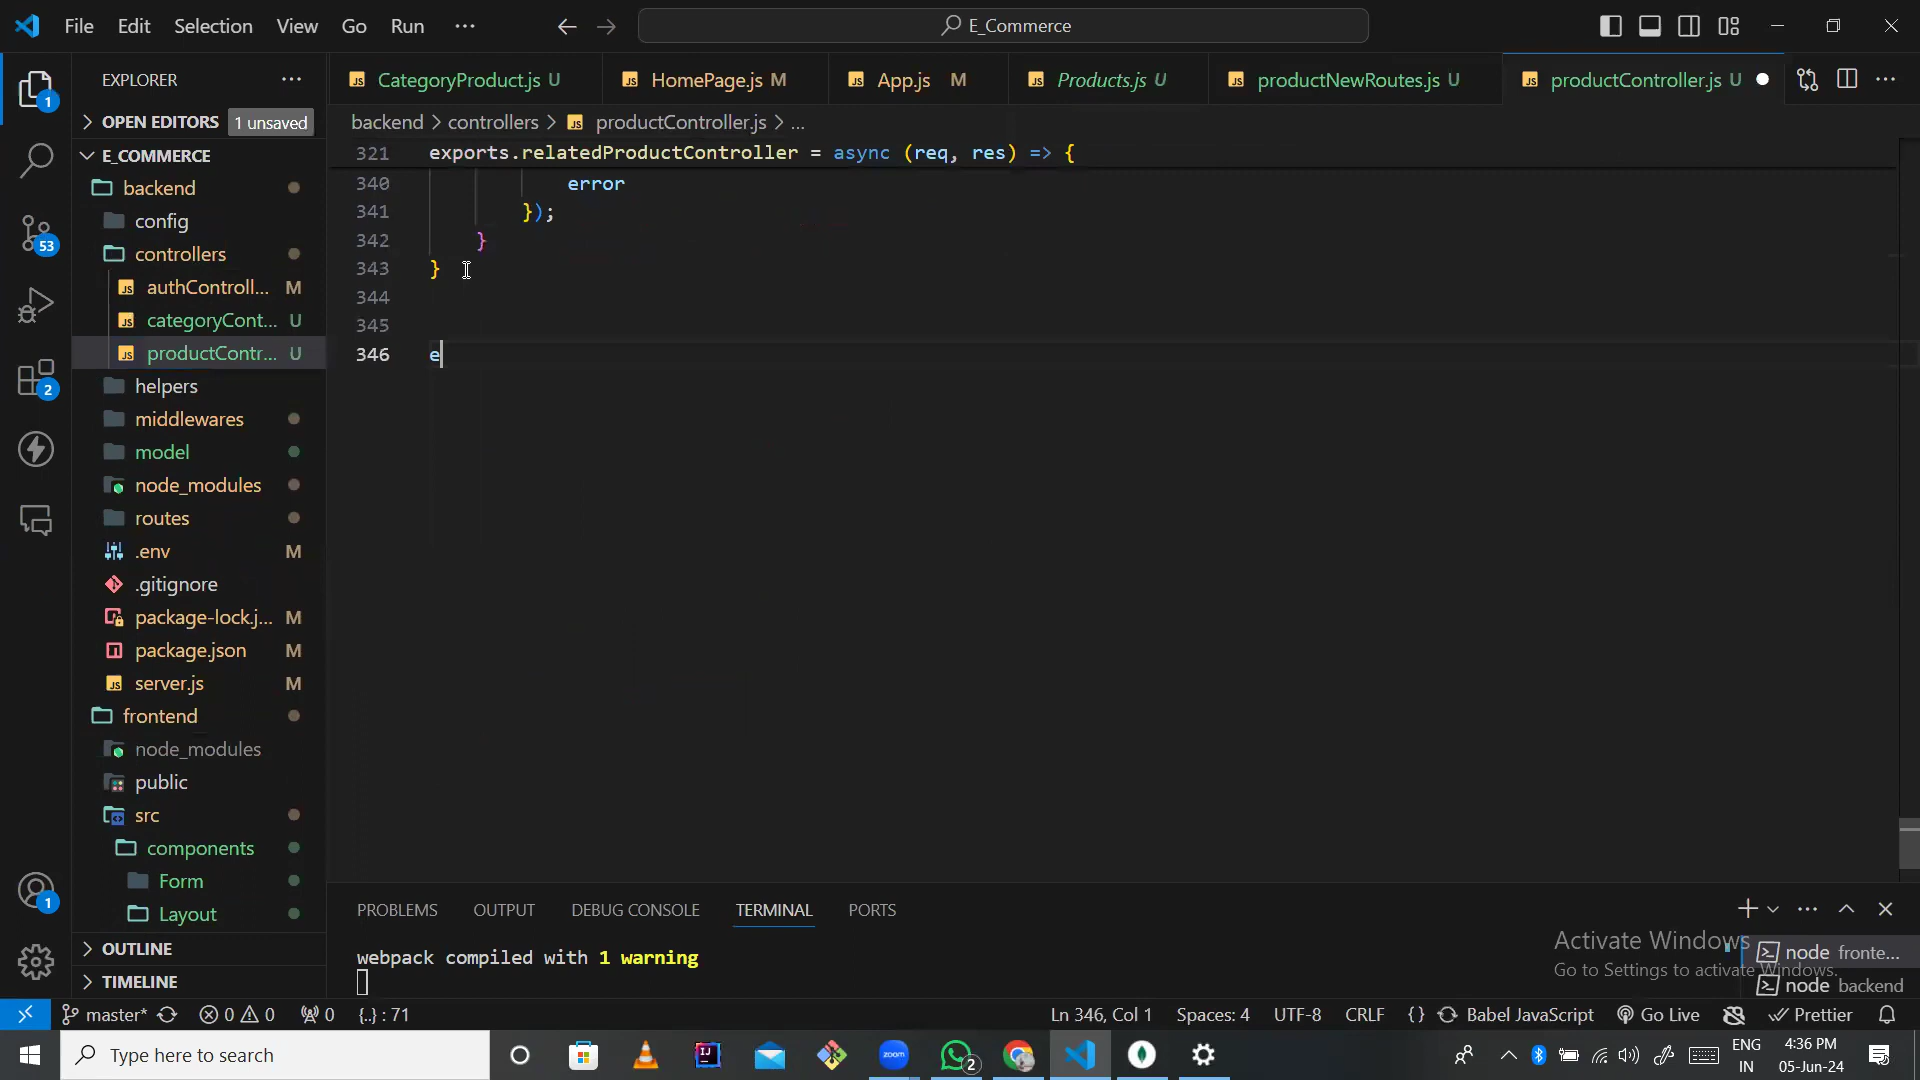 File Edit Selection View Go Run ··· E_Commerce
EXPLORER ···
CategoryProduct.js U HomePage.js M App.js M Products.js U productNewRoutes.js U productController.js U ···
OPEN EDITORS 1 unsaved
backend > controllers > productController.js > ...
E_COMMERCE
321 exports.relatedProductController = async (req, res) => {
340 error
341 });
342 }
343 }
344
345
346 e
backend
config
controllers
authControll... M
categoryCont... U
productContr... U
helpers
middlewares
model
node_modules
routes
.env M
.gitignore
package-lock.j... M
package.json M
server.js M
frontend
node_modules
public
src
components
Form
Layout
OUTLINE
TIMELINE
1
53
2
1
PROBLEMS OUTPUT DEBUG CONSOLE TERMINAL PORTS
webpack compiled with 1 warning
node fronte...
node backend
Activate Windows
Go to Settings to activate Windows.
master* 0 0 0 {..} : 71 Ln 346, Col 1 Spaces: 4 UTF-8 CRLF {} Babel JavaScript Go Live Prettier
Type here to search zoom 2 ENG IN 4:36 PM 05-Jun-24